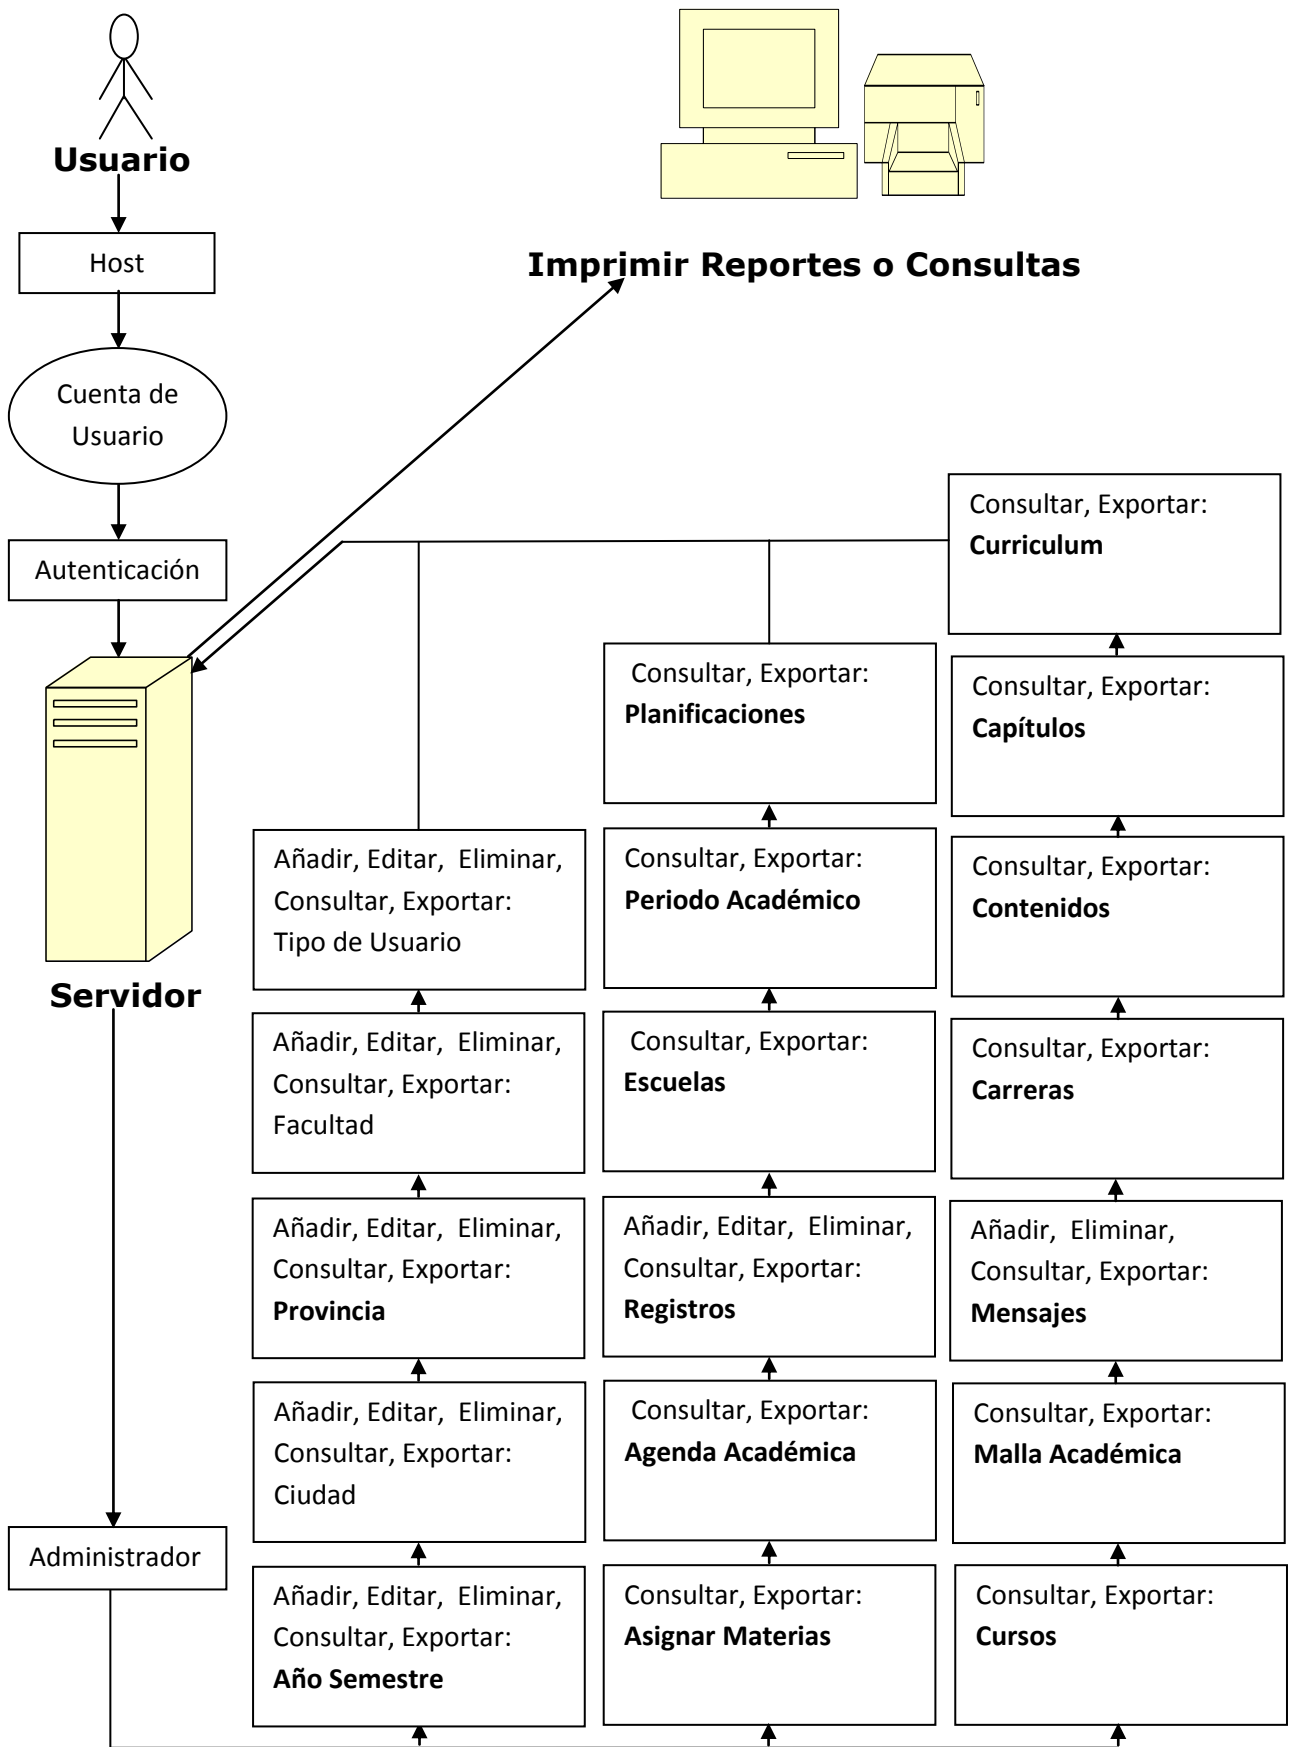 Usuario
Host
Cuenta de
Usuario
Autenticación
Servidor
Administrador
Imprimir Reportes o Consultas
Añadir, Editar, Eliminar,
Consultar, Exportar:
Tipo de Usuario
Añadir, Editar, Eliminar,
Consultar, Exportar:
Facultad
Añadir, Editar, Eliminar,
Consultar, Exportar:
Provincia
Añadir, Editar, Eliminar,
Consultar, Exportar:
Ciudad
Añadir, Editar, Eliminar,
Consultar, Exportar:
Año Semestre
Consultar, Exportar:
Planificaciones
Consultar, Exportar:
Periodo Académico
Consultar, Exportar:
Escuelas
Añadir, Editar, Eliminar,
Consultar, Exportar:
Registros
Consultar, Exportar:
Agenda Académica
Consultar, Exportar:
Asignar Materias
Consultar, Exportar:
Curriculum
Consultar, Exportar:
Capítulos
Consultar, Exportar:
Contenidos
Consultar, Exportar:
Carreras
Añadir, Eliminar,
Consultar, Exportar:
Mensajes
Consultar, Exportar:
Malla Académica
Consultar, Exportar:
Cursos